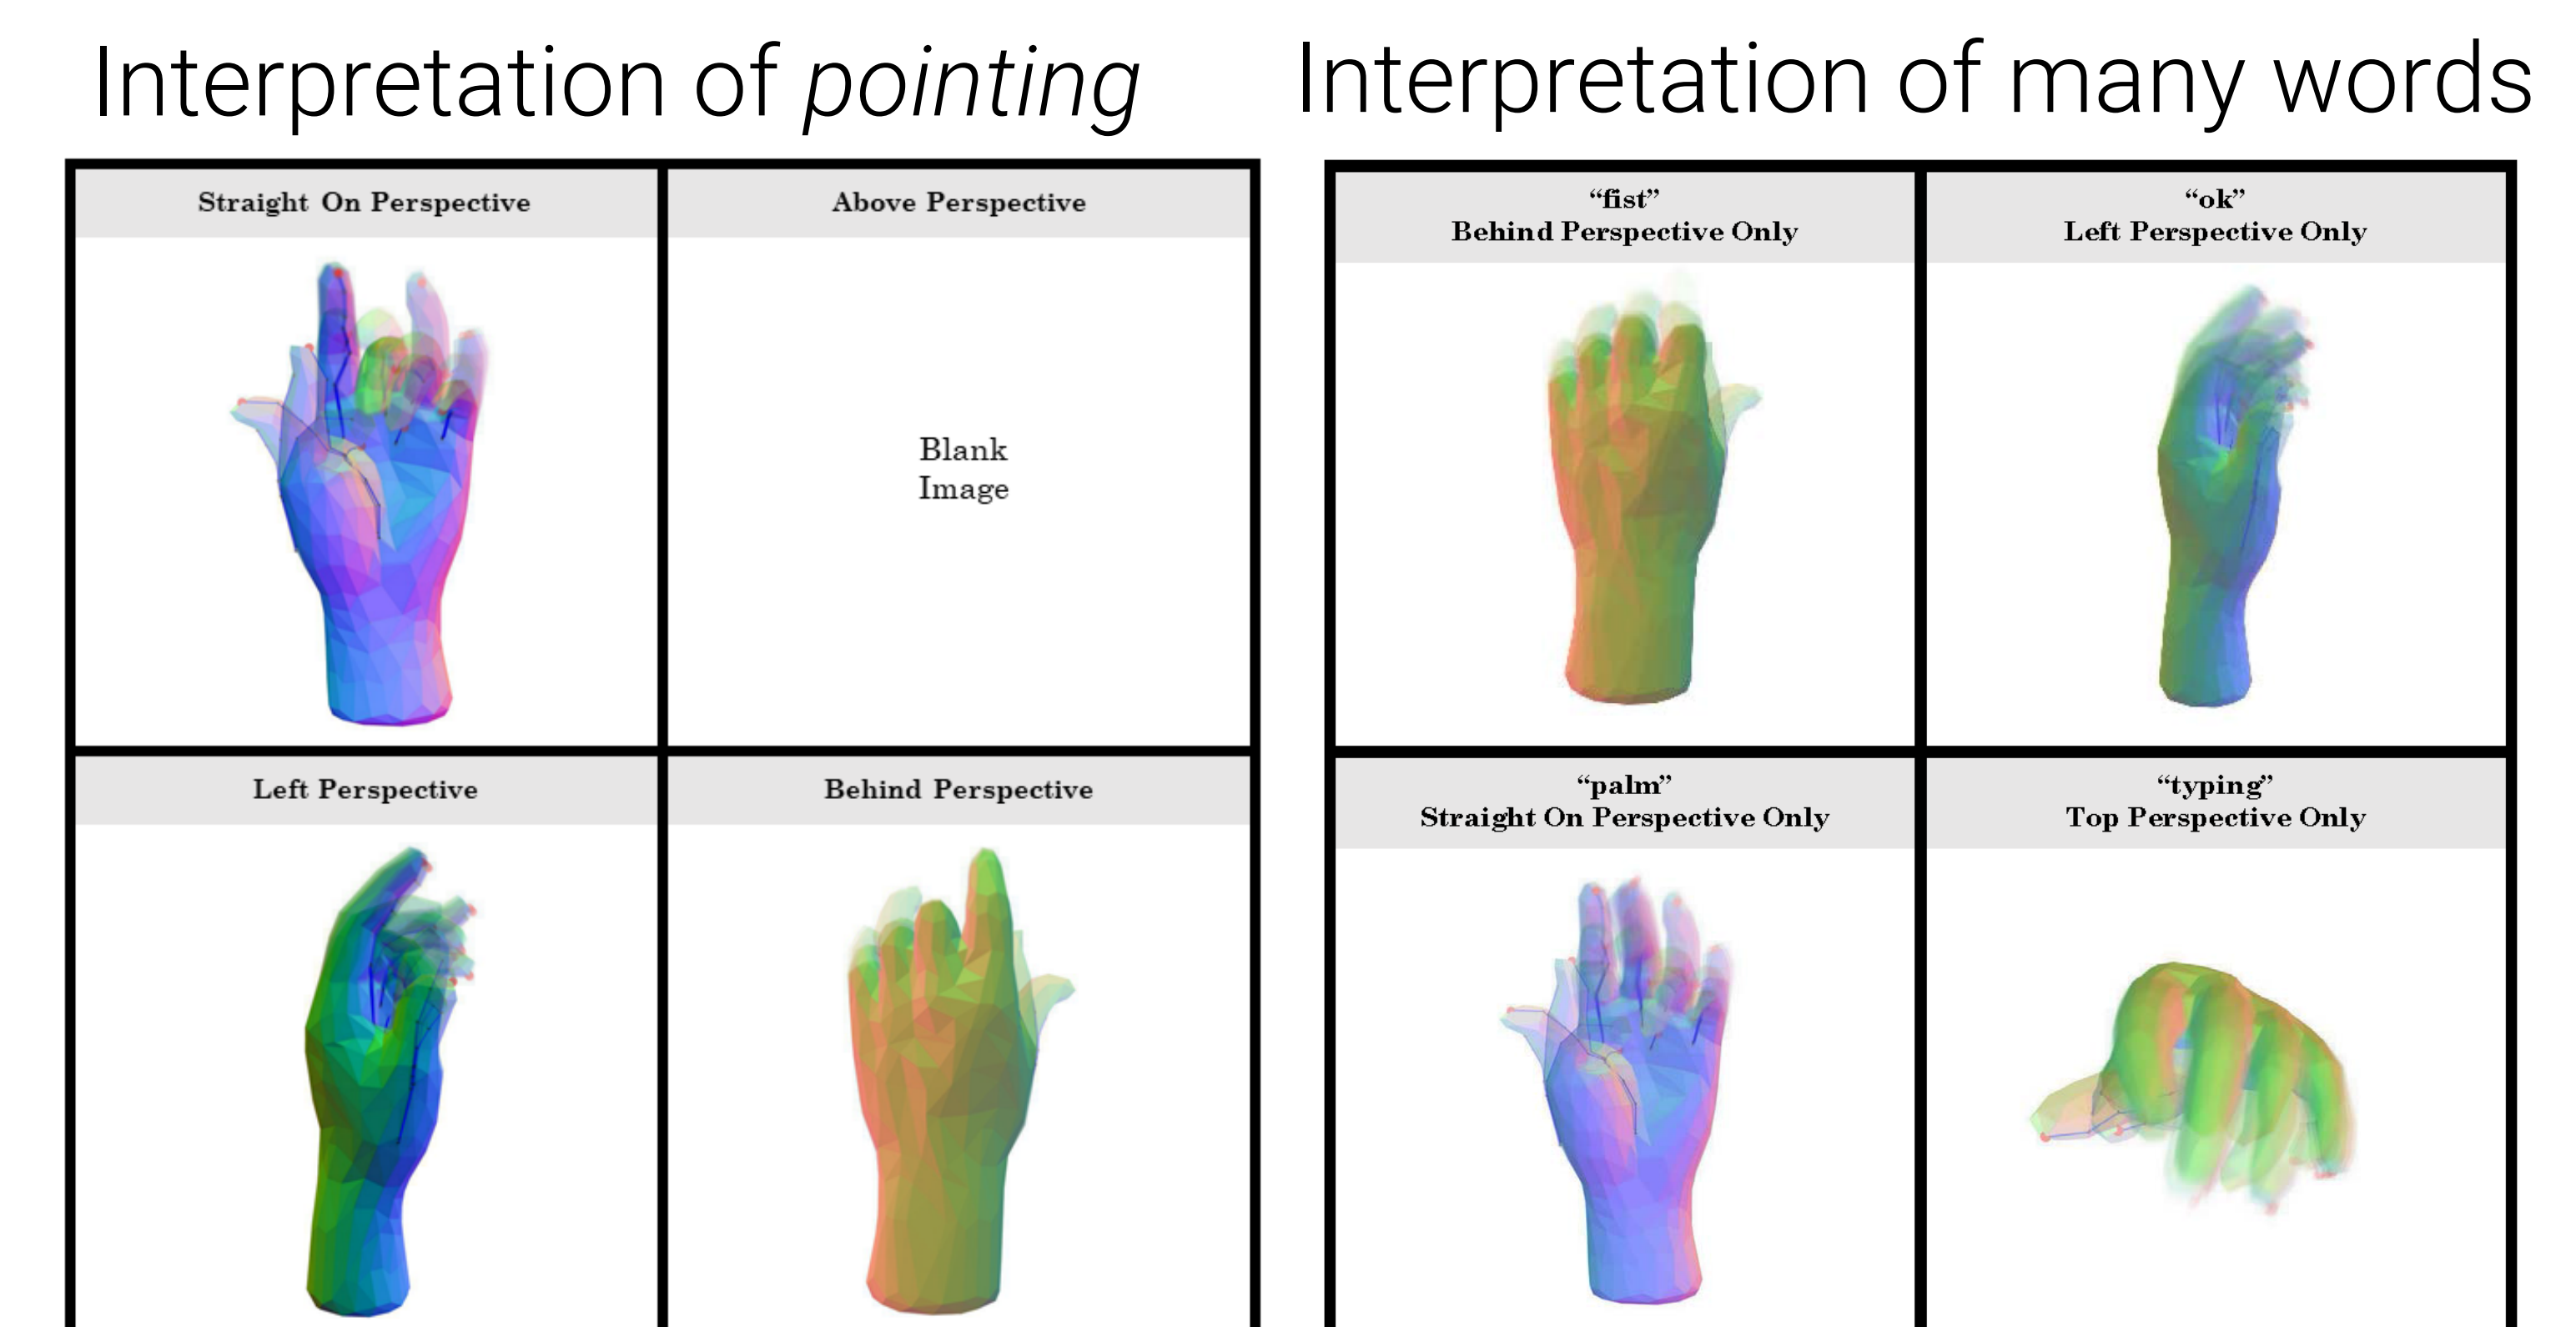 Interpretation of pointing
Straight On Perspective
Above Perspective
Blank
Image
Left Perspective
Behind Perspective
Interpretation of many words
“fist”
Behind Perspective Only
“ok”
Left Perspective Only
“palm”
Straight On Perspective Only
“typing”
Top Perspective Only